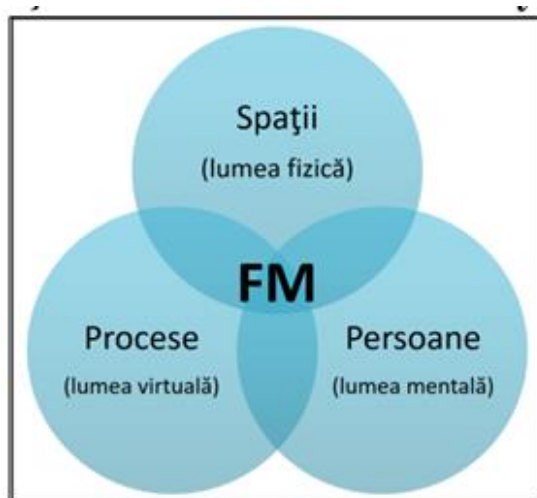 Spaţii
(lumea fizică)
FM
Procese
(lumea virtuală)
Persoane
(lumea mentală)